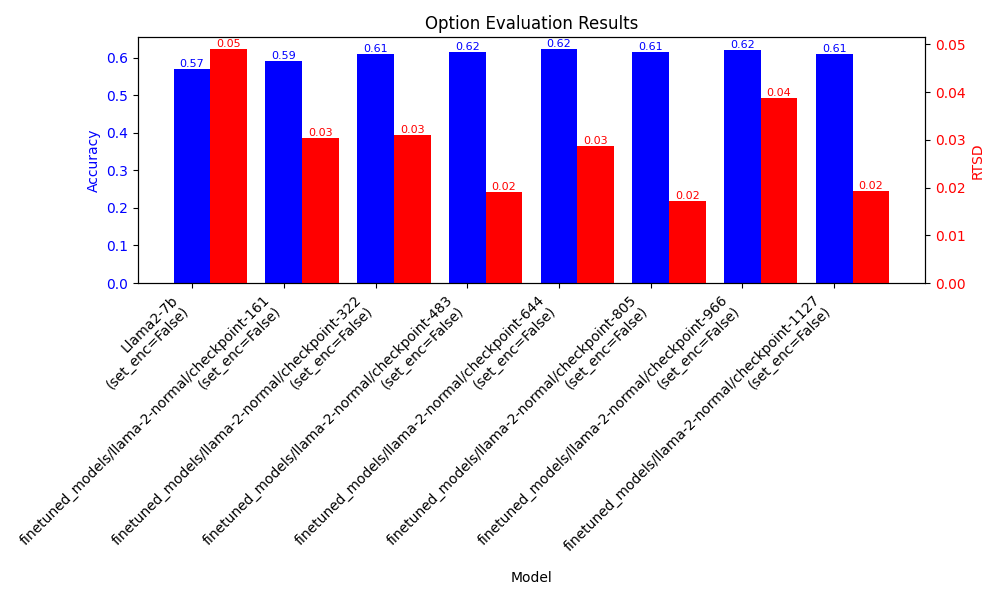 Option Evaluation Results
Accuracy
0.6
0.5
0.4
0.3
0.2
0.1
0.0
0.57
0.05
0.59
0.03
0.61
0.03
0.62
0.02
0.62
0.03
0.61
0.02
0.62
0.04
0.61
0.02
0.05
0.04
0.03
0.02
0.01
0.00
RTSD
Llama2-7b
(set_enc=False)
finetuned_models/llama-2-normal/checkpoint-161
(set_enc=False)
finetuned_models/llama-2-normal/checkpoint-322
(set_enc=False)
finetuned_models/llama-2-normal/checkpoint-483
(set_enc=False)
finetuned_models/llama-2-normal/checkpoint-644
(set_enc=False)
finetuned_models/llama-2-normal/checkpoint-805
(set_enc=False)
finetuned_models/llama-2-normal/checkpoint-966
(set_enc=False)
finetuned_models/llama-2-normal/checkpoint-1127
(set_enc=False)
Model